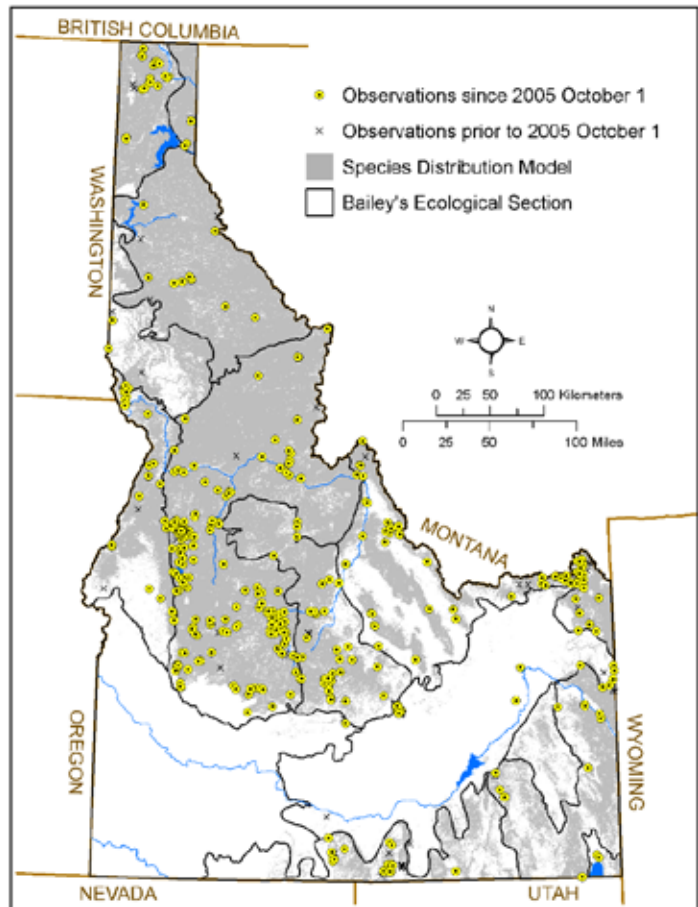 BRITISH COLUMBIA
Observations since 2005 October 1
Observations prior to 2005 October 1
Species Distribution Model
Bailey's Ecological Section
WASHINGTON
N
W E
S
0 25 50 100 Kilometers
0 25 50 100 Miles
MONTANA
OREGON
WYOMING
NEVADA UTAH